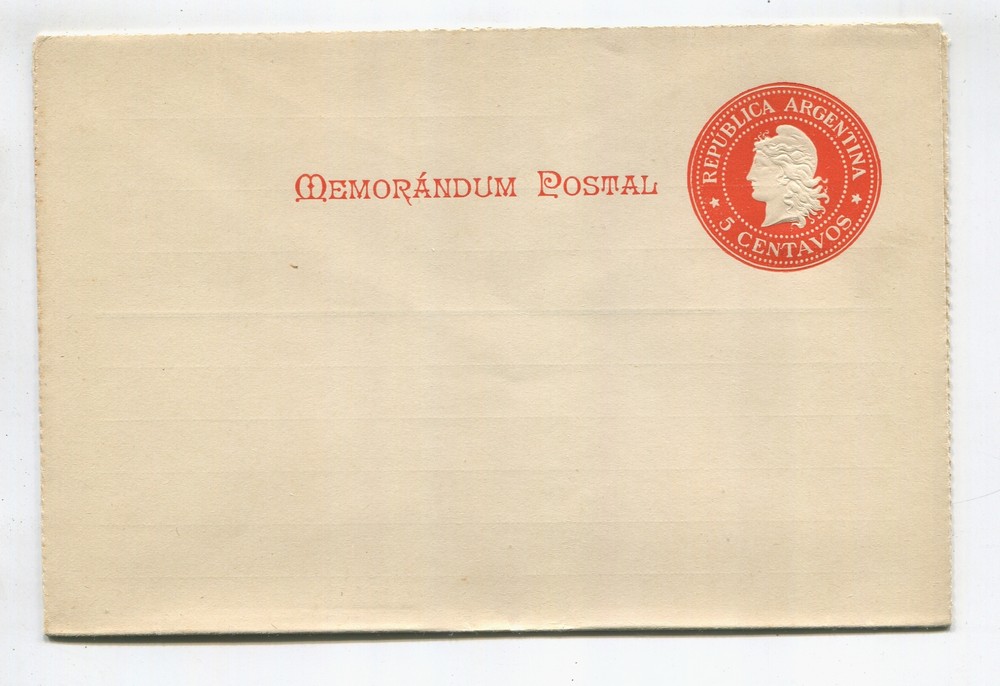 MEMORÁNDUM POSTAL
REPUBLICA ARGENTINA
5 CENTAVOS